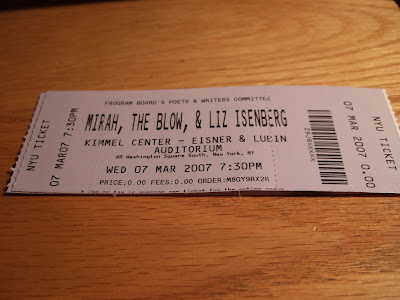 NYU TICKET
07 MAR07 7:30PM
PROGRAM BOARD'S POETS & WRITERS COMMITTEE
MIRAH, THE BLOW, & LIZ ISENBERG
KIMMEL CENTER - EISNER & LUBIN
AUDITORIUM
60 Washington Square South, New York, NY
WED 07 MAR 2007 7:30PM
PRICE:0.00 FEES:0.00 ORDER:M8QY9RX2R
07 MAR 2007 0.00
NYU TICKET